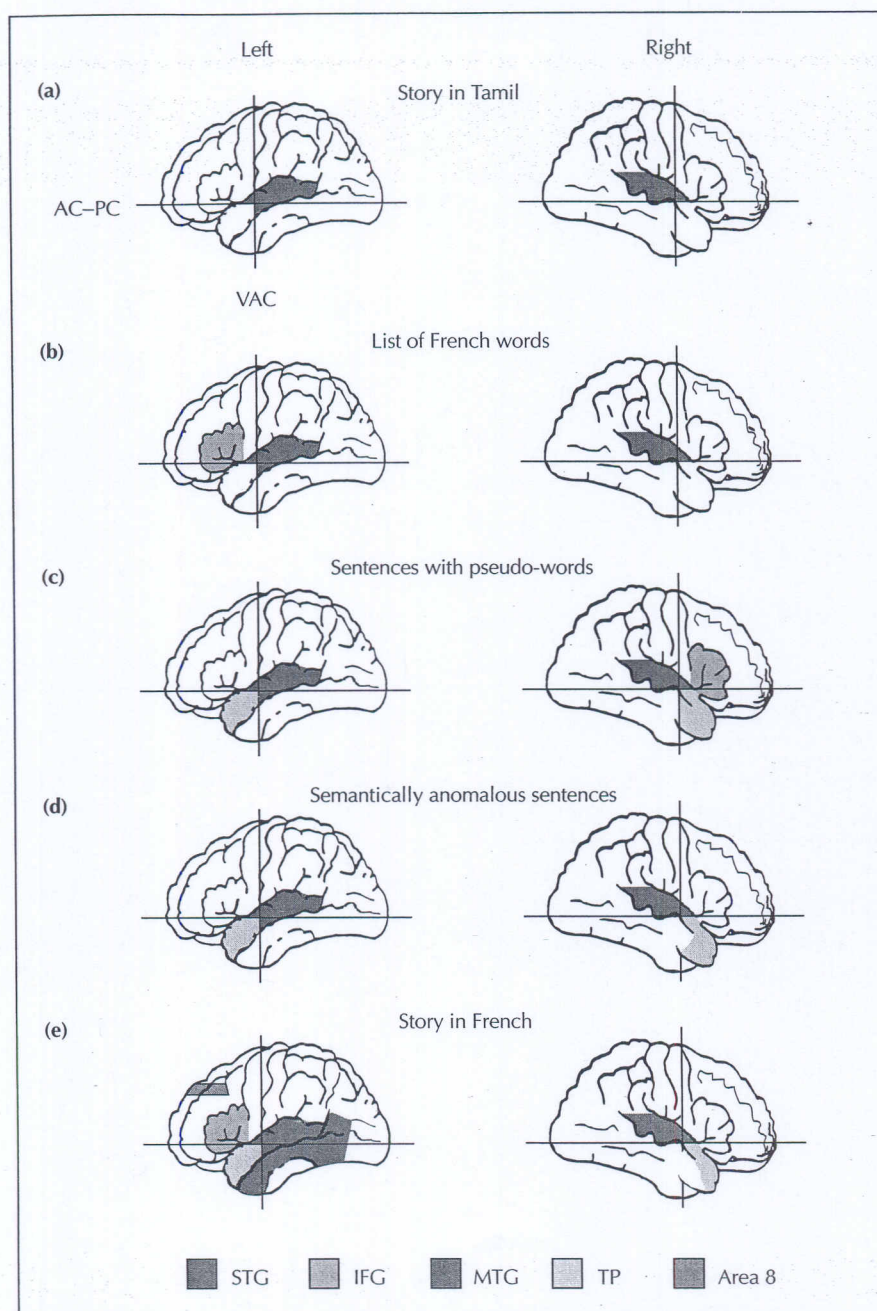 Left Right
(a) Story in Tamil
AC–PC
VAC
(b) List of French words
(c) Sentences with pseudo-words
(d) Semantically anomalous sentences
(e) Story in French
STG IFG MTG TP Area 8